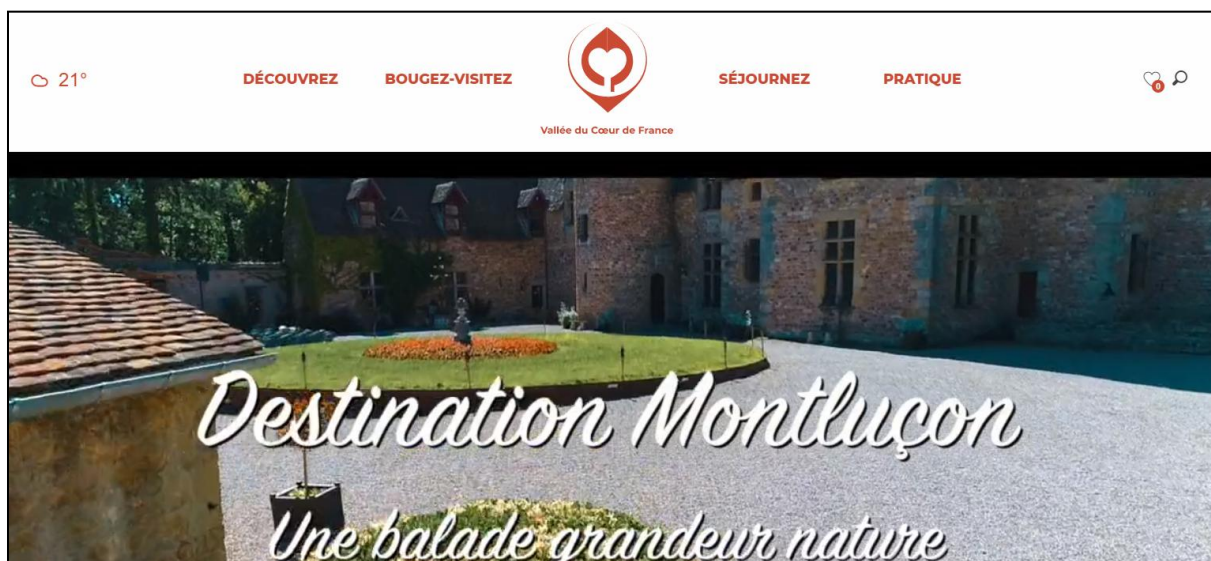 21°
DÉCOUVREZ
BOUGEZ-VISITEZ
SÉJOURNEZ
PRATIQUE
0
Vallée du Cœur de France
Destination Montluçon
Une balade grandeur nature